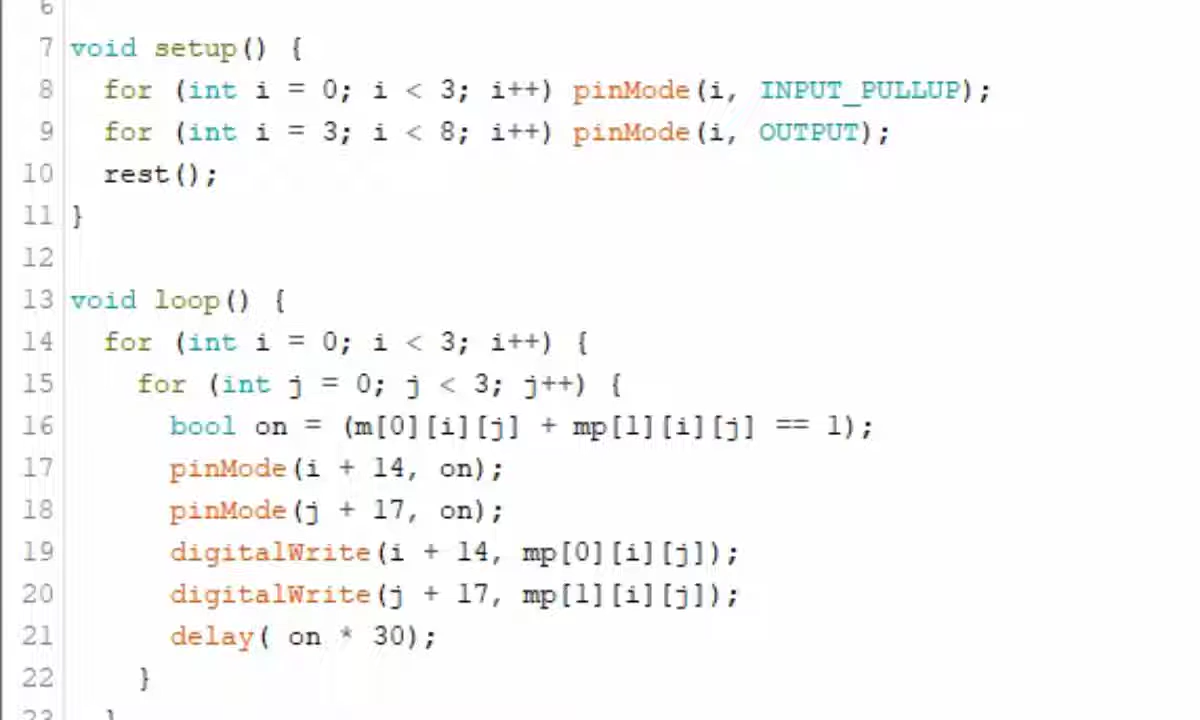 6
7 void setup() {
8 for (int i = 0; i < 3; i++) pinMode(i, INPUT_PULLUP);
9 for (int i = 3; i < 8; i++) pinMode(i, OUTPUT);
10 rest();
11 }
12
13 void loop() {
14 for (int i = 0; i < 3; i++) {
15 for (int j = 0; j < 3; j++) {
16 bool on = (m[0][i][j] + mp[1][i][j] == 1);
17 pinMode(i + 14, on);
18 pinMode(j + 17, on);
19 digitalWrite(i + 14, mp[0][i][j]);
20 digitalWrite(j + 17, mp[1][i][j]);
21 delay( on * 30);
22 }
23 }